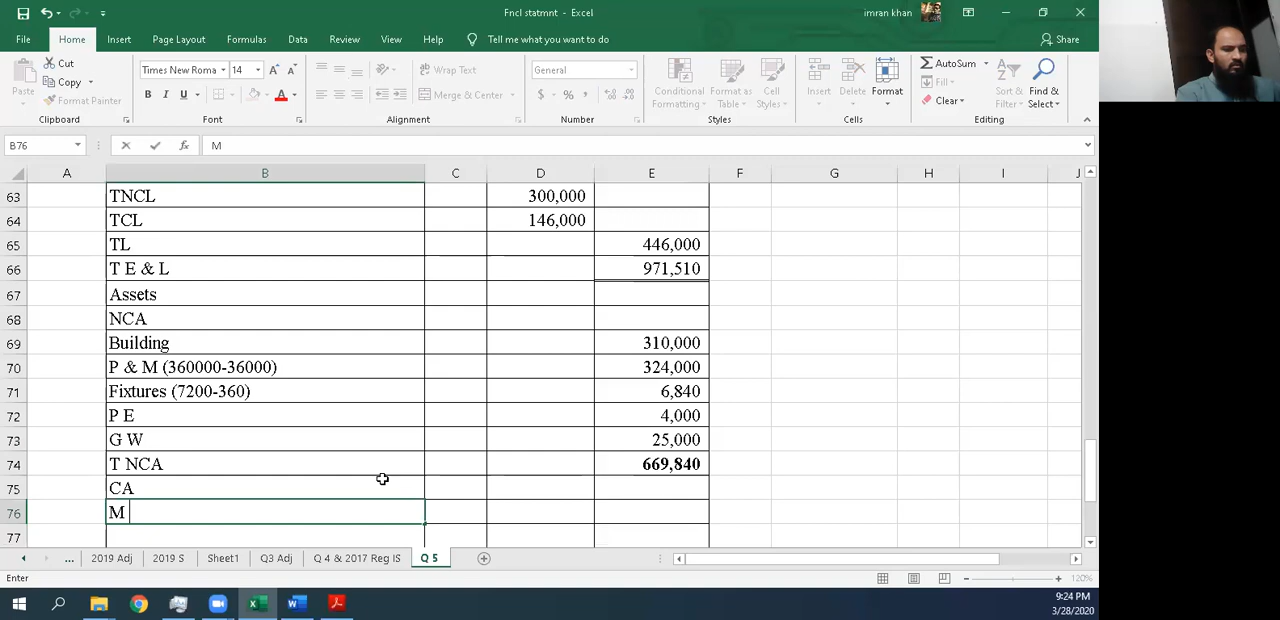 Fncl statmnt - Excel
imran khan
File Home Insert Page Layout Formulas Data Review View Help Tell me what you want to do Share
Cut
Copy
Format Painter
Paste
Clipboard
Times New Roma 14
B I U
Font
Wrap Text
Merge & Center
Alignment
General
$ % ,
Number
Conditional Formatting
Format as Table
Cell Styles
Styles
Insert Delete Format
Cells
AutoSum
Fill
Clear
Sort & Filter
Find & Select
Editing
B76 fx M
A B C D E F G H I J
63 TNCL 300,000
64 TCL 146,000
65 TL 446,000
66 T E & L 971,510
67 Assets
68 NCA
69 Building 310,000
70 P & M (360000-36000) 324,000
71 Fixtures (7200-360) 6,840
72 P E 4,000
73 G W 25,000
74 T NCA 669,840
75 CA
76 M
77
... 2019 Adj 2019 S Sheet1 Q3 Adj Q 4 & 2017 Reg IS Q 5
Enter 120%
9:24 PM
3/28/2020